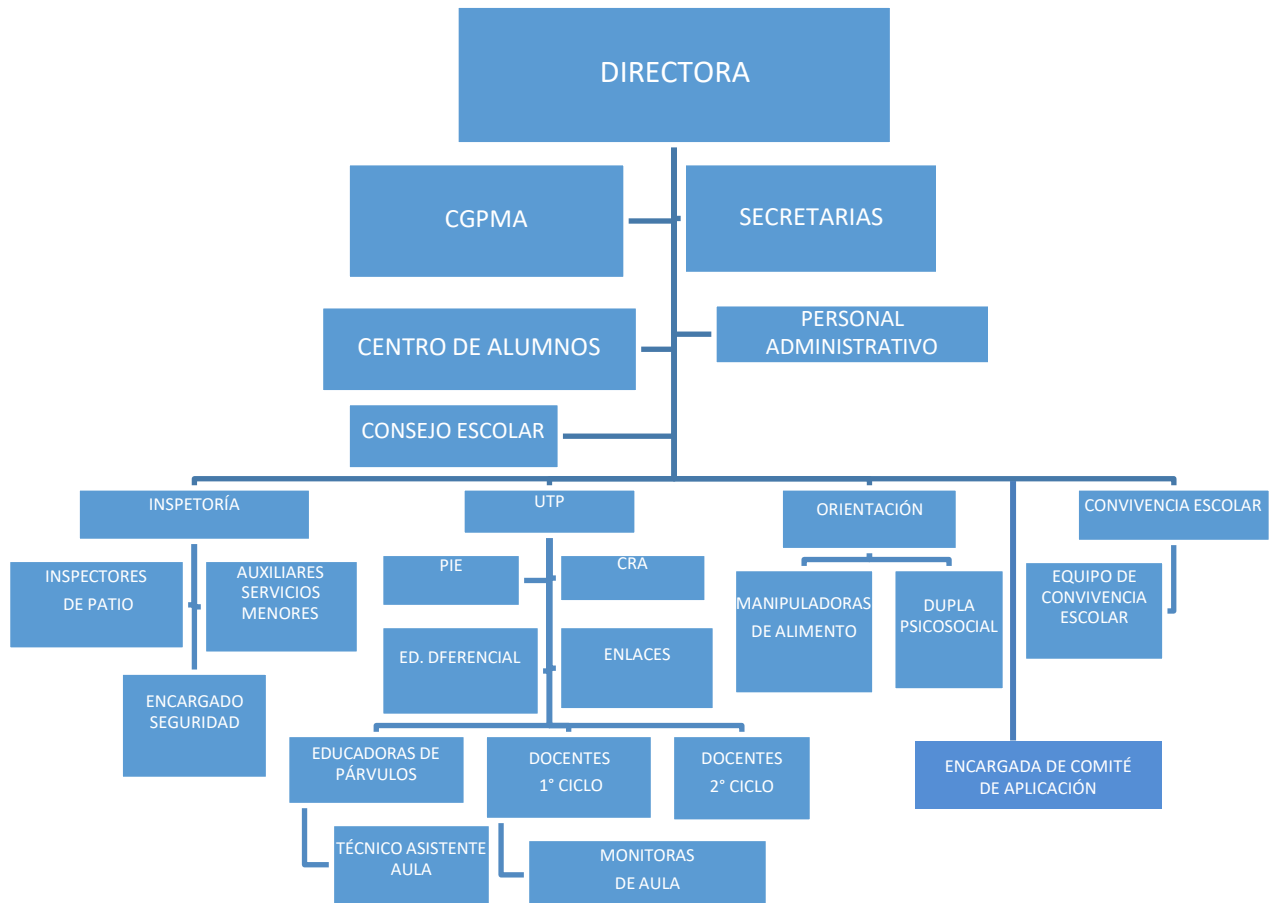 DIRECTORA
CGPMA
SECRETARIAS
CENTRO DE ALUMNOS
PERSONAL
ADMINISTRATIVO
CONSEJO ESCOLAR
INSPETORÍA
UTP
ORIENTACIÓN
CONVIVENCIA ESCOLAR
INSPECTORES
DE PATIO
AUXILIARES
SERVICIOS
MENORES
PIE
CRA
MANIPULADORAS
DE ALIMENTO
DUPLA
PSICOSOCIAL
EQUIPO DE
CONVIVENCIA
ESCOLAR
ED. DFERENCIAL
ENLACES
ENCARGADO
SEGURIDAD
EDUCADORAS DE
PÁRVULOS
DOCENTES
1° CICLO
DOCENTES
2° CICLO
ENCARGADA DE COMITÉ
DE APLICACIÓN
TÉCNICO ASISTENTE
AULA
MONITORAS
DE AULA